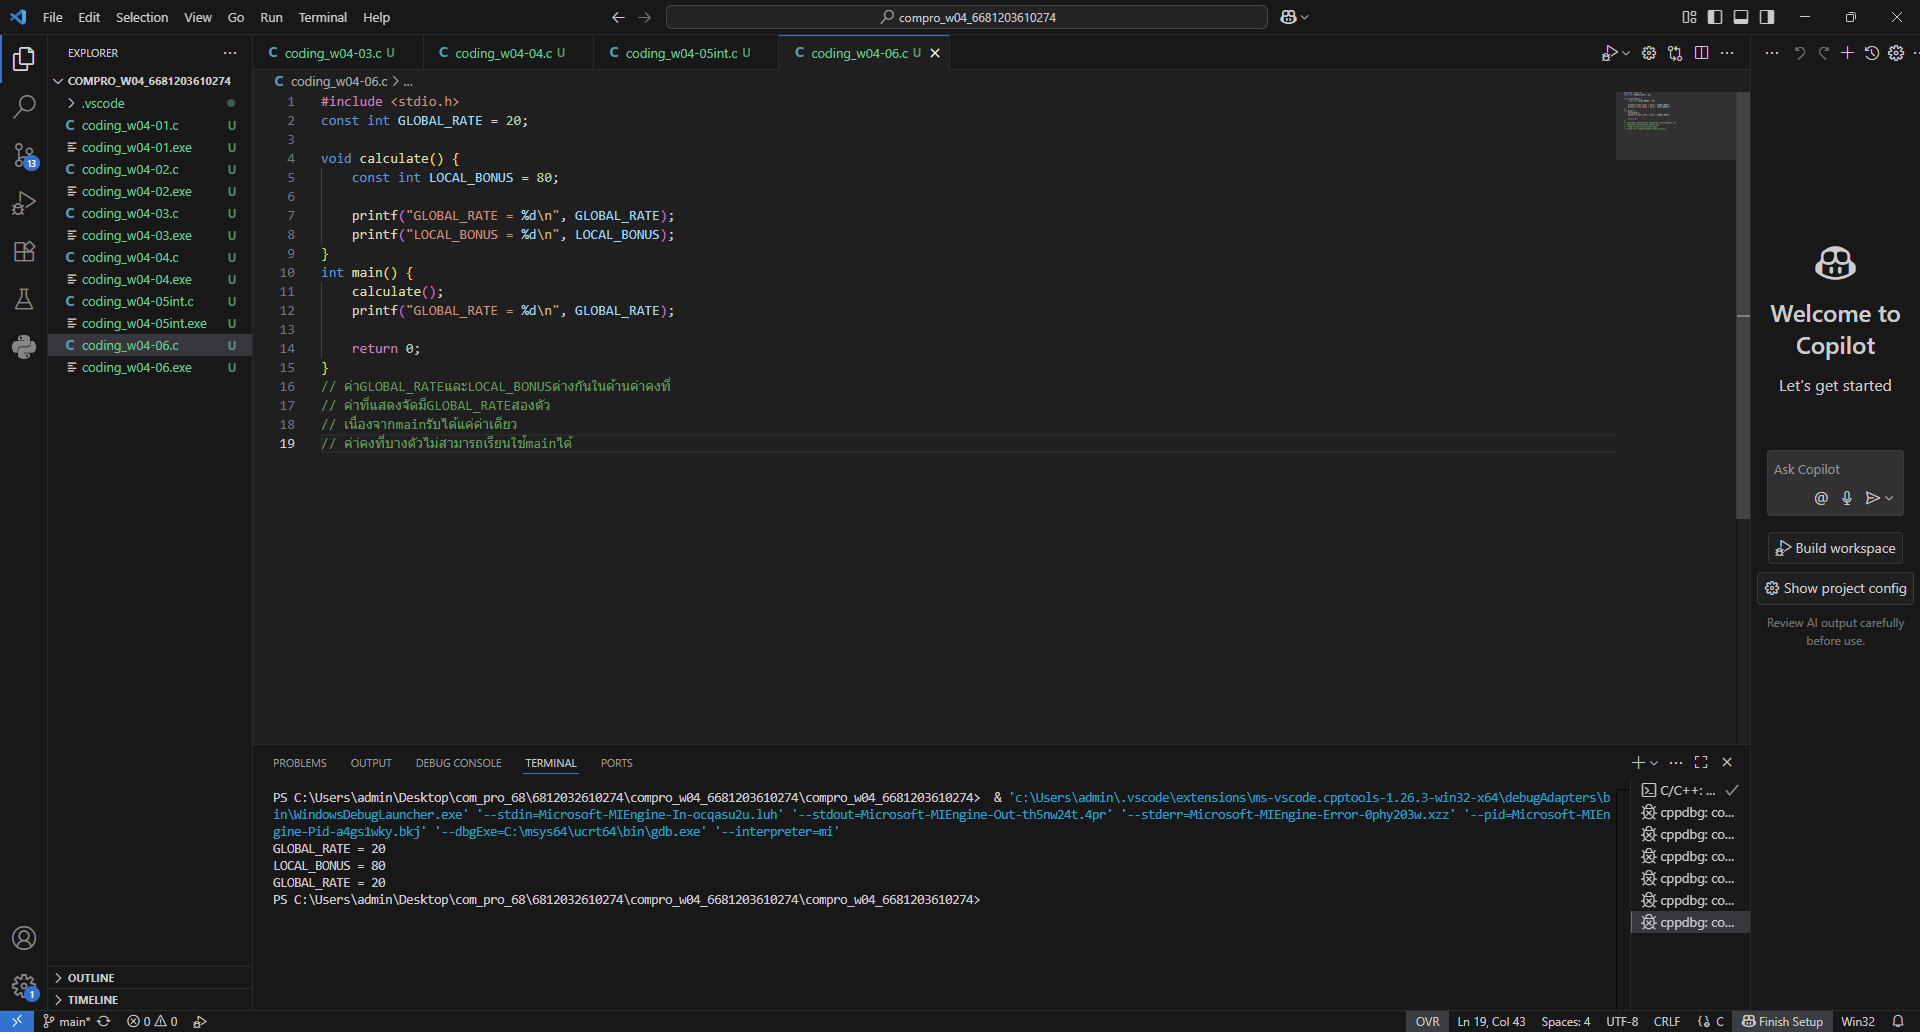 File Edit Selection View Go Run Terminal Help
compro_w04_6681203610274
EXPLORER
COMPRO_W04_6681203610274
.vscode
coding_w04-01.c U
coding_w04-01.exe U
coding_w04-02.c U
coding_w04-02.exe U
coding_w04-03.c U
coding_w04-03.exe U
coding_w04-04.c U
coding_w04-04.exe U
coding_w04-05int.c U
coding_w04-05int.exe U
coding_w04-06.c U
coding_w04-06.exe U
13
1
OUTLINE
TIMELINE
coding_w04-03.c U coding_w04-04.c U coding_w04-05int.c U coding_w04-06.c U
coding_w04-06.c > ...
1 #include <stdio.h>
2 const int GLOBAL_RATE = 20;
3
4 void calculate() {
5 const int LOCAL_BONUS = 80;
6
7 printf("GLOBAL_RATE = %d\n", GLOBAL_RATE);
8 printf("LOCAL_BONUS = %d\n", LOCAL_BONUS);
9 }
10 int main() {
11 calculate();
12 printf("GLOBAL_RATE = %d\n", GLOBAL_RATE);
13
14 return 0;
15 }
16 // ค่าGLOBAL_RATEและLOCAL_BONUSต่างกันในด้านค่าคงที่
17 // ค่าที่แสดงจัดมีGLOBAL_RATEสองตัว
18 // เนื่องจากmainรับได้แค่ค่าเดียว
19 // ค่าคงที่บางตัวไม่สามารถเรียนใช้mainได้
PROBLEMS OUTPUT DEBUG CONSOLE TERMINAL PORTS
PS C:\Users\admin\Desktop\com_pro_68\6812032610274\compro_w04_6681203610274\compro_w04_6681203610274> & 'c:\Users\admin\.vscode\extensions\ms-vscode.cpptools-1.26.3-win32-x64\debugAdapters\b
in\WindowsDebugLauncher.exe' '--stdin=Microsoft-MIEngine-In-ocqasu2u.luh' '--stdout=Microsoft-MIEngine-Out-th5nw24t.4pr' '--stderr=Microsoft-MIEngine-Error-0phy203w.xzz' '--pid=Microsoft-MIEn
gine-Pid-a4gs1wky.bkj' '--dbgExe=C:\msys64\ucrt64\bin\gdb.exe' '--interpreter=mi'
GLOBAL_RATE = 20
LOCAL_BONUS = 80
GLOBAL_RATE = 20
PS C:\Users\admin\Desktop\com_pro_68\6812032610274\compro_w04_6681203610274\compro_w04_6681203610274>
C/C++: ...
cppdbg: co...
cppdbg: co...
cppdbg: co...
cppdbg: co...
cppdbg: co...
cppdbg: co...
Welcome to
Copilot
Let's get started
Ask Copilot
Build workspace
Show project config
Review AI output carefully
before use.
main* 0 0 OVR Ln 19, Col 43 Spaces: 4 UTF-8 CRLF {} C Finish Setup Win32